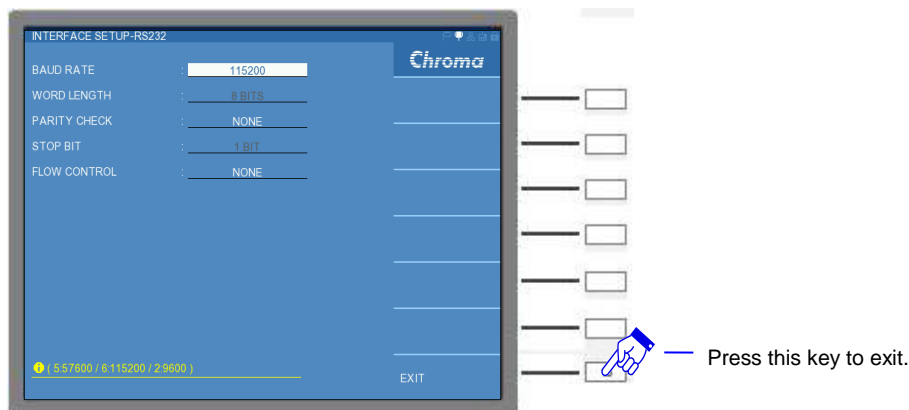 INTERFACE SETUP-RS232
Chroma
BAUD RATE : 115200
WORD LENGTH : 8 BITS
PARITY CHECK : NONE
STOP BIT : 1 BIT
FLOW CONTROL : NONE
( 5:57600 / 6:115200 / 2:9600 )
EXIT
Press this key to exit.